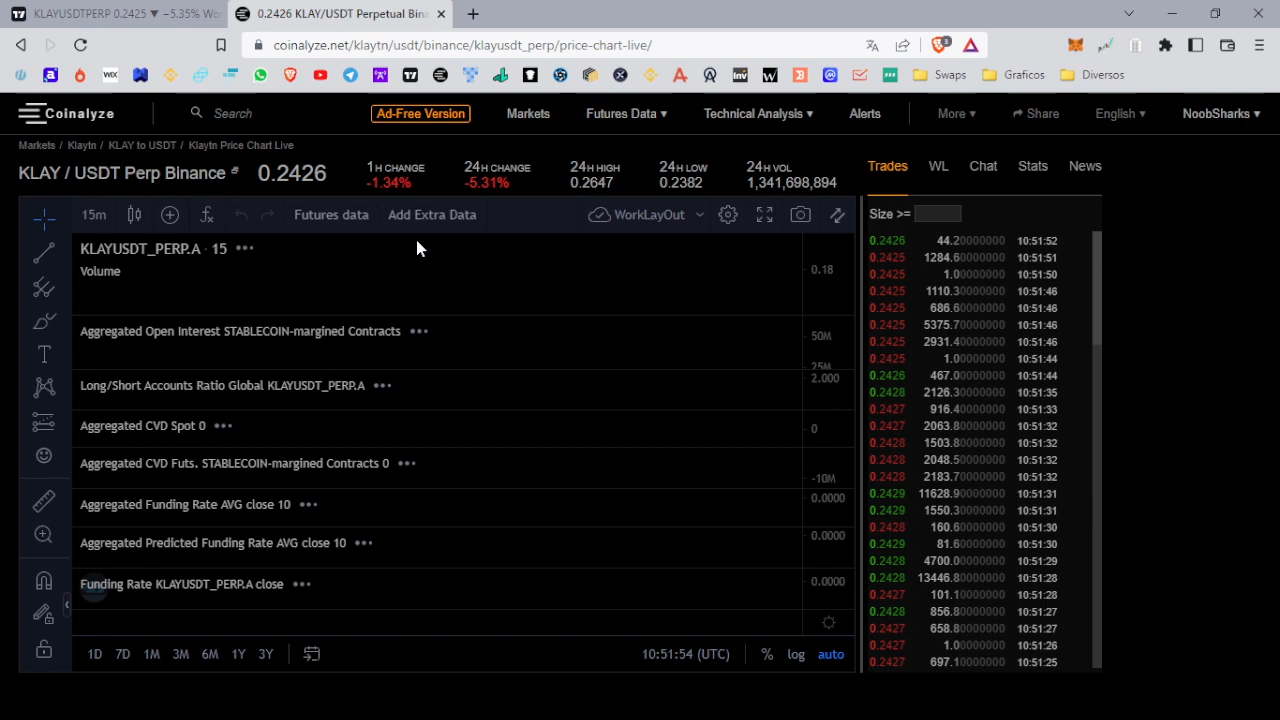 KLAYUSDTPERP 0.2425 ▼ −5.35% Wo
0.2426 KLAY/USDT Perpetual Bin
coinalyze.net/klaytn/usdt/binance/klayusdt_perp/price-chart-live/
Swaps
Graficos
Diversos
Coinalyze
Search
Ad-Free Version
Markets
Futures Data ▾
Technical Analysis ▾
Alerts
More ▾
Share
English ▾
NoobSharks ▾
Markets / Klaytn / KLAY to USDT / Klaytn Price Chart Live
KLAY / USDT Perp Binance
0.2426
1H CHANGE
-1.34%
24H CHANGE
-5.31%
24H HIGH
0.2647
24H LOW
0.2382
24H VOL
1,341,698,894
Trades
WL
Chat
Stats
News
15m
Futures data
Add Extra Data
WorkLayOut
Size >=
KLAYUSDT_PERP.A · 15
Volume
0.18
Aggregated Open Interest STABLECOIN-margined Contracts
50M
25M
Long/Short Accounts Ratio Global KLAYUSDT_PERP.A
2.000
Aggregated CVD Spot 0
0
Aggregated CVD Futs. STABLECOIN-margined Contracts 0
-10M
Aggregated Funding Rate AVG close 10
0.0000
Aggregated Predicted Funding Rate AVG close 10
0.0000
Funding Rate KLAYUSDT_PERP.A close
0.0000
1D 7D 1M 3M 6M 1Y 3Y
10:51:54 (UTC)
% log auto
0.2426 44.20000000 10:51:52
0.2425 1284.60000000 10:51:51
0.2425 1.00000000 10:51:50
0.2425 1110.30000000 10:51:46
0.2425 686.60000000 10:51:46
0.2425 5375.70000000 10:51:46
0.2425 2931.40000000 10:51:46
0.2425 1.00000000 10:51:44
0.2426 467.00000000 10:51:44
0.2428 2126.30000000 10:51:35
0.2427 916.40000000 10:51:33
0.2427 2063.80000000 10:51:32
0.2428 1503.80000000 10:51:32
0.2428 2048.50000000 10:51:32
0.2428 2183.70000000 10:51:32
0.2429 11628.90000000 10:51:31
0.2429 1550.30000000 10:51:31
0.2428 160.60000000 10:51:30
0.2429 81.60000000 10:51:30
0.2428 4700.00000000 10:51:29
0.2428 13446.80000000 10:51:28
0.2427 101.10000000 10:51:28
0.2428 856.80000000 10:51:27
0.2427 658.80000000 10:51:27
0.2427 1.00000000 10:51:26
0.2427 697.10000000 10:51:25